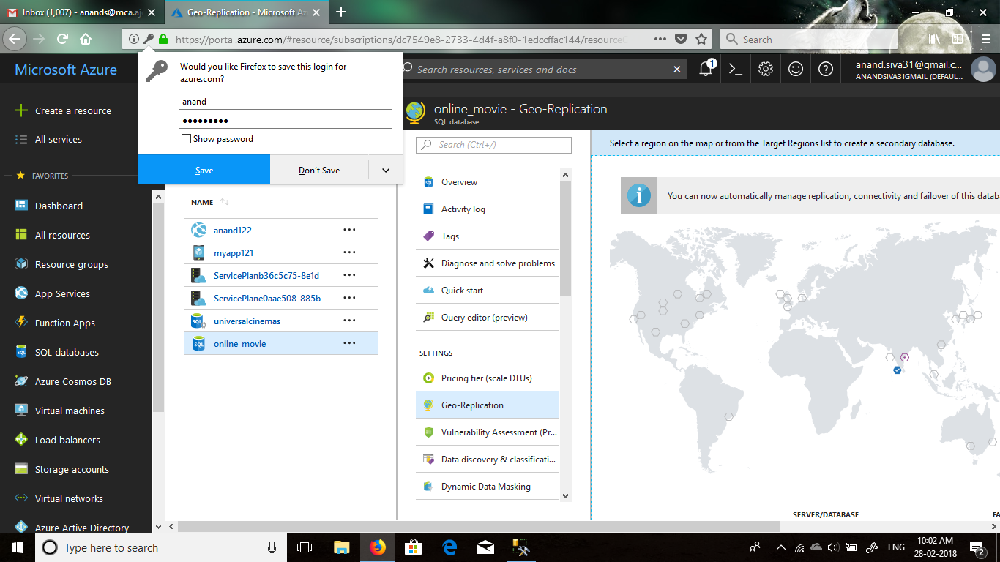 Inbox (1,007) - anands@mca.aj
Geo-Replication - Microsoft Az
https://portal.azure.com/#resource/subscriptions/dc7549e8-2733-4d4f-a8f0-1edccffac144/resource
Search
Microsoft Azure
Would you like Firefox to save this login for
azure.com?
anand
Show password
Save
Don't Save
Search resources, services and docs
1
anand.siva31@gmail.c...
ANANDSIVA31GMAIL (DEFAUL...
Create a resource
All services
FAVORITES
Dashboard
All resources
Resource groups
App Services
Function Apps
SQL databases
Azure Cosmos DB
Virtual machines
Load balancers
Storage accounts
Virtual networks
Azure Active Directory
NAME
anand122
myapp121
ServicePlanb36c5c75-8e1d
ServicePlane0aae508-885b
universalcinemas
online_movie
online_movie - Geo-Replication
SQL database
Search (Ctrl+/)
Overview
Activity log
Tags
Diagnose and solve problems
Quick start
Query editor (preview)
SETTINGS
Pricing tier (scale DTUs)
Geo-Replication
Vulnerability Assessment (Pr...
Data discovery & classificati...
Dynamic Data Masking
Select a region on the map or from the Target Regions list to create a secondary database.
You can now automatically manage replication, connectivity and failover of this datab
SERVER/DATABASE
FA
Type here to search
ENG
10:02 AM
28-02-2018
2